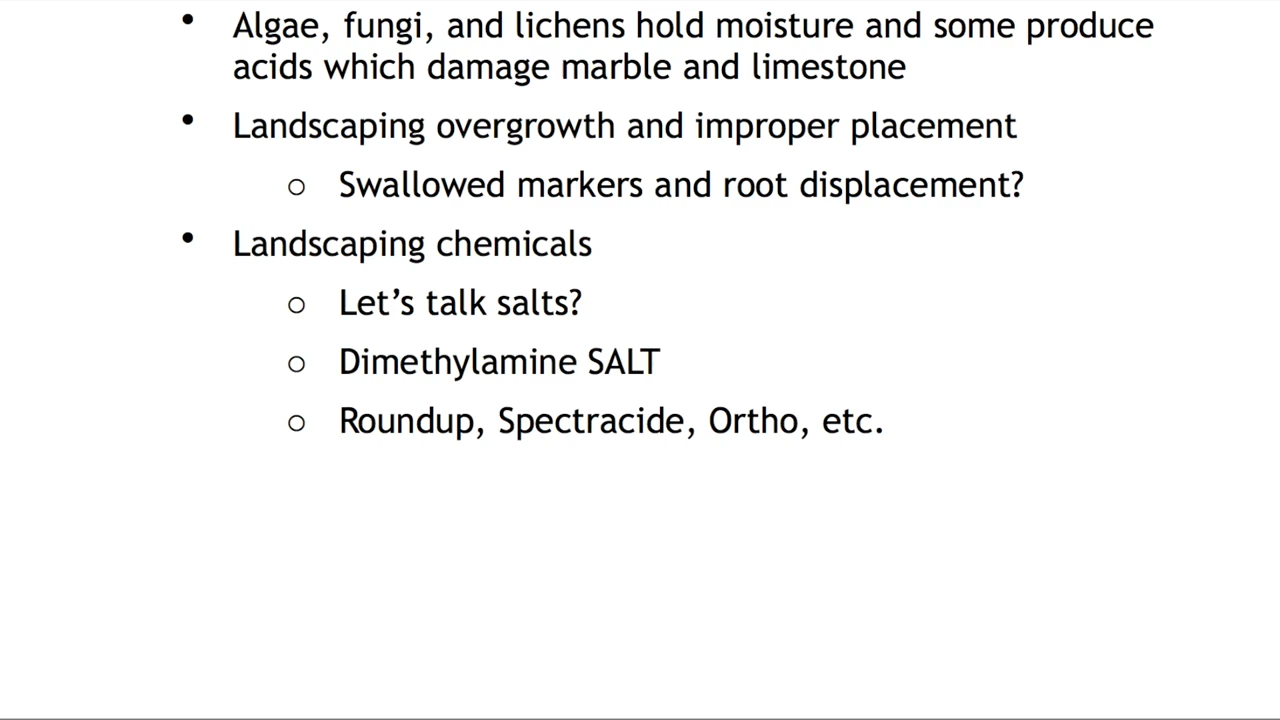 • Algae, fungi, and lichens hold moisture and some produce
acids which damage marble and limestone
• Landscaping overgrowth and improper placement
○ Swallowed markers and root displacement?
• Landscaping chemicals
○ Let’s talk salts?
○ Dimethylamine SALT
○ Roundup, Spectracide, Ortho, etc.